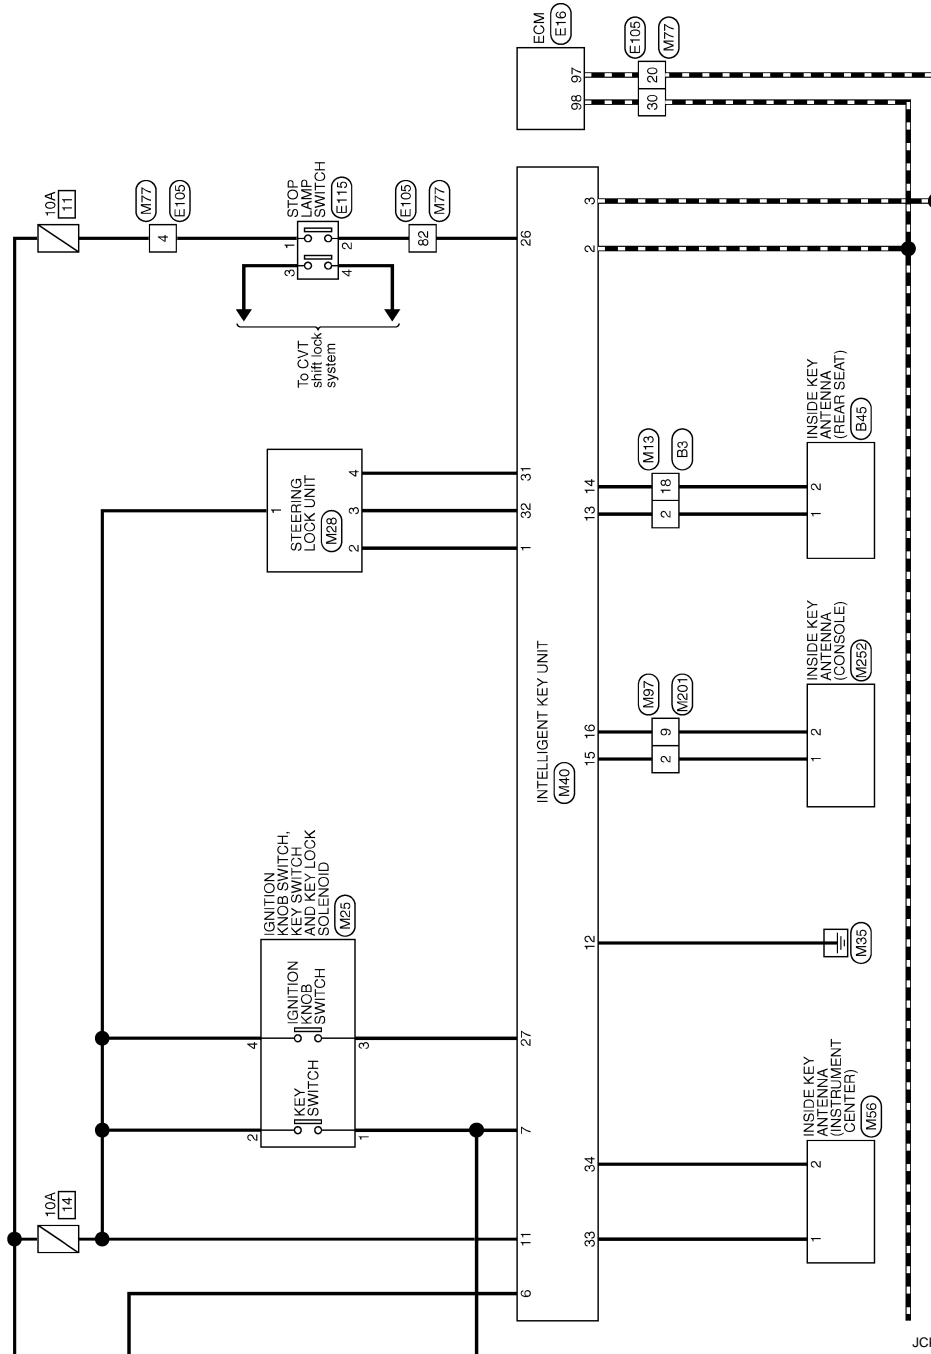 ECM
E16
97
98
E105
M77
20
30
10A
11
M77
E105
4
STOP
LAMP
SWITCH
E115
1
2
3
4
E105
M77
82
26
3
2
To CVT
shift lock
system
STEERING
LOCK UNIT
M28
1
4
3
2
31
32
1
14
13
M13
B3
18
2
INSIDE KEY
ANTENNA
(REAR SEAT)
B45
2
1
INTELLIGENT KEY UNIT
M40
16
15
M97
M201
9
2
INSIDE KEY
ANTENNA
(CONSOLE)
M252
2
1
IGNITION
KNOB SWITCH,
KEY SWITCH
AND KEY LOCK
SOLENOID
M25
IGNITION
KNOB
SWITCH
4
3
KEY
SWITCH
2
1
27
7
12
M35
10A
14
11
6
34
33
INSIDE KEY
ANTENNA
(INSTRUMENT
CENTER)
M56
2
1